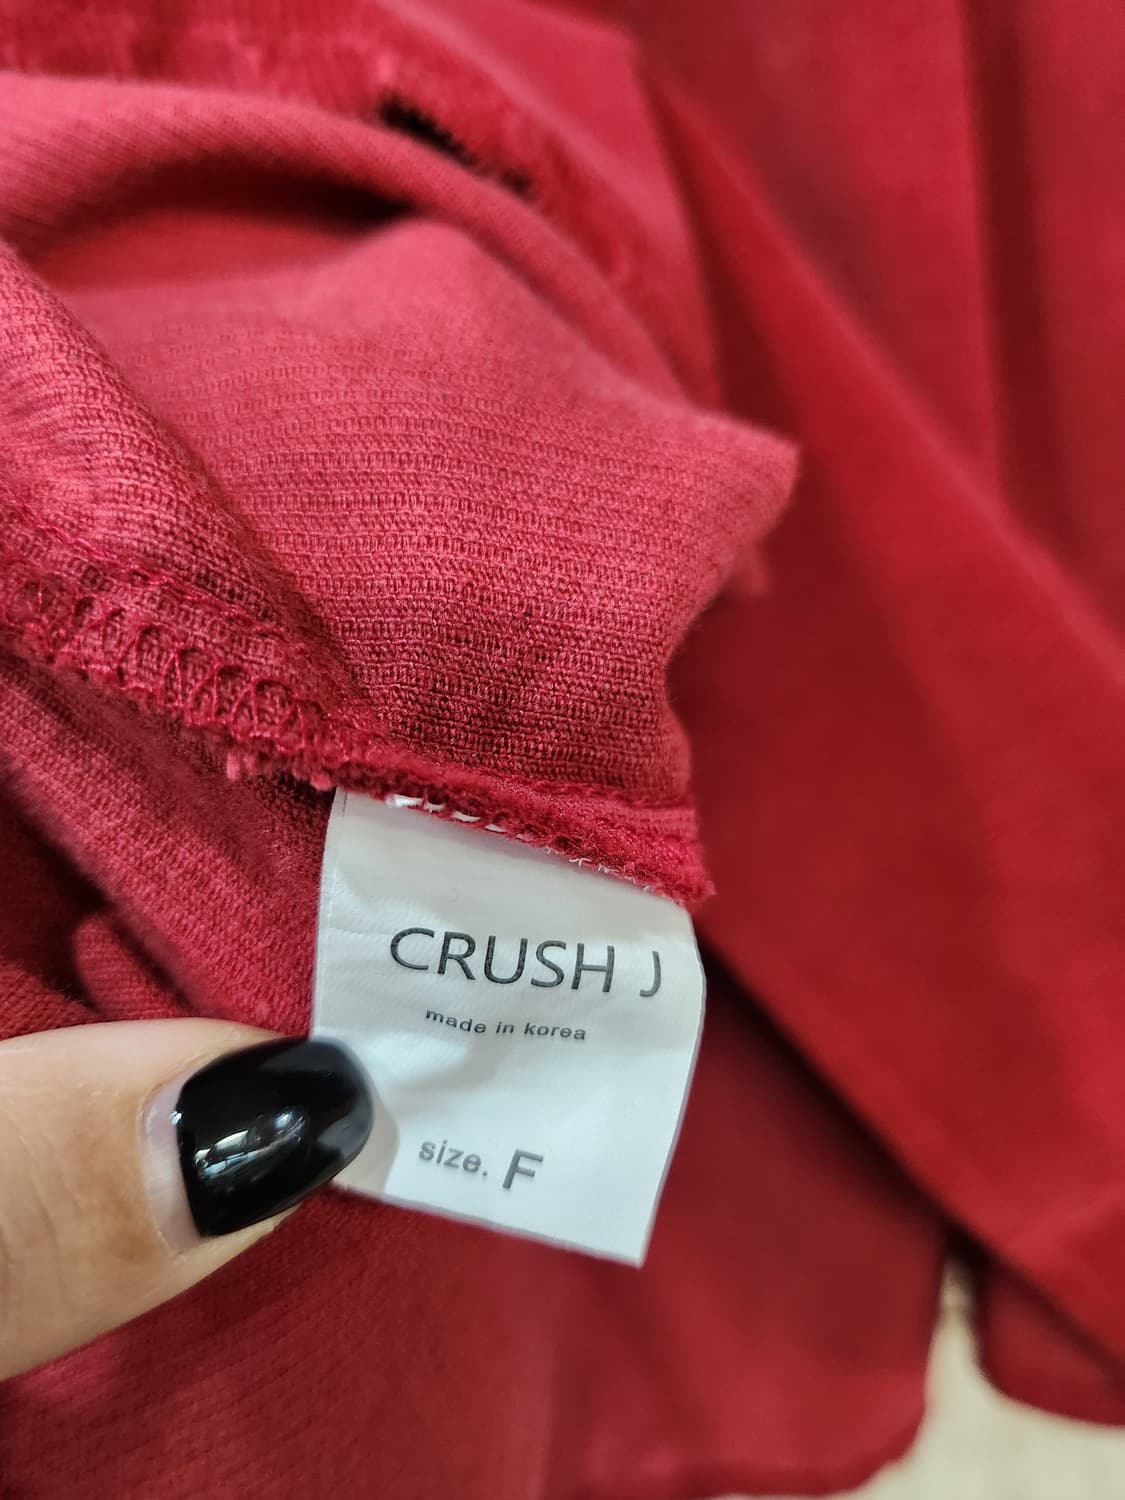 CRUSH J
made in korea
size. F